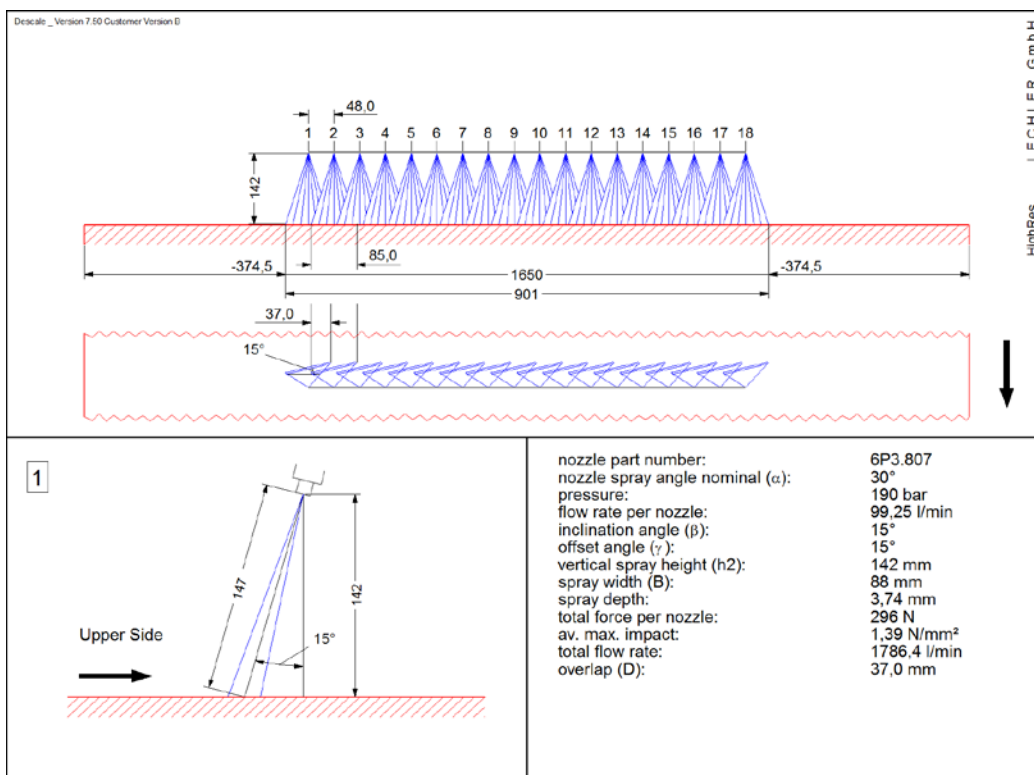 Descale _ Version 7.50 Customer Version B
LECHLER GmbH
HighRes
48,0
1 2 3 4 5 6 7 8 9 10 11 12 13 14 15 16 17 18
142
85,0
-374,5 1650 -374,5
901
37,0
15°
1
147
142
15°
Upper Side
nozzle part number: 6P3.807
nozzle spray angle nominal (α): 30°
pressure: 190 bar
flow rate per nozzle: 99,25 l/min
inclination angle (β): 15°
offset angle (γ): 15°
vertical spray height (h2): 142 mm
spray width (B): 88 mm
spray depth: 3,74 mm
total force per nozzle: 296 N
av. max. impact: 1,39 N/mm²
total flow rate: 1786,4 l/min
overlap (D): 37,0 mm